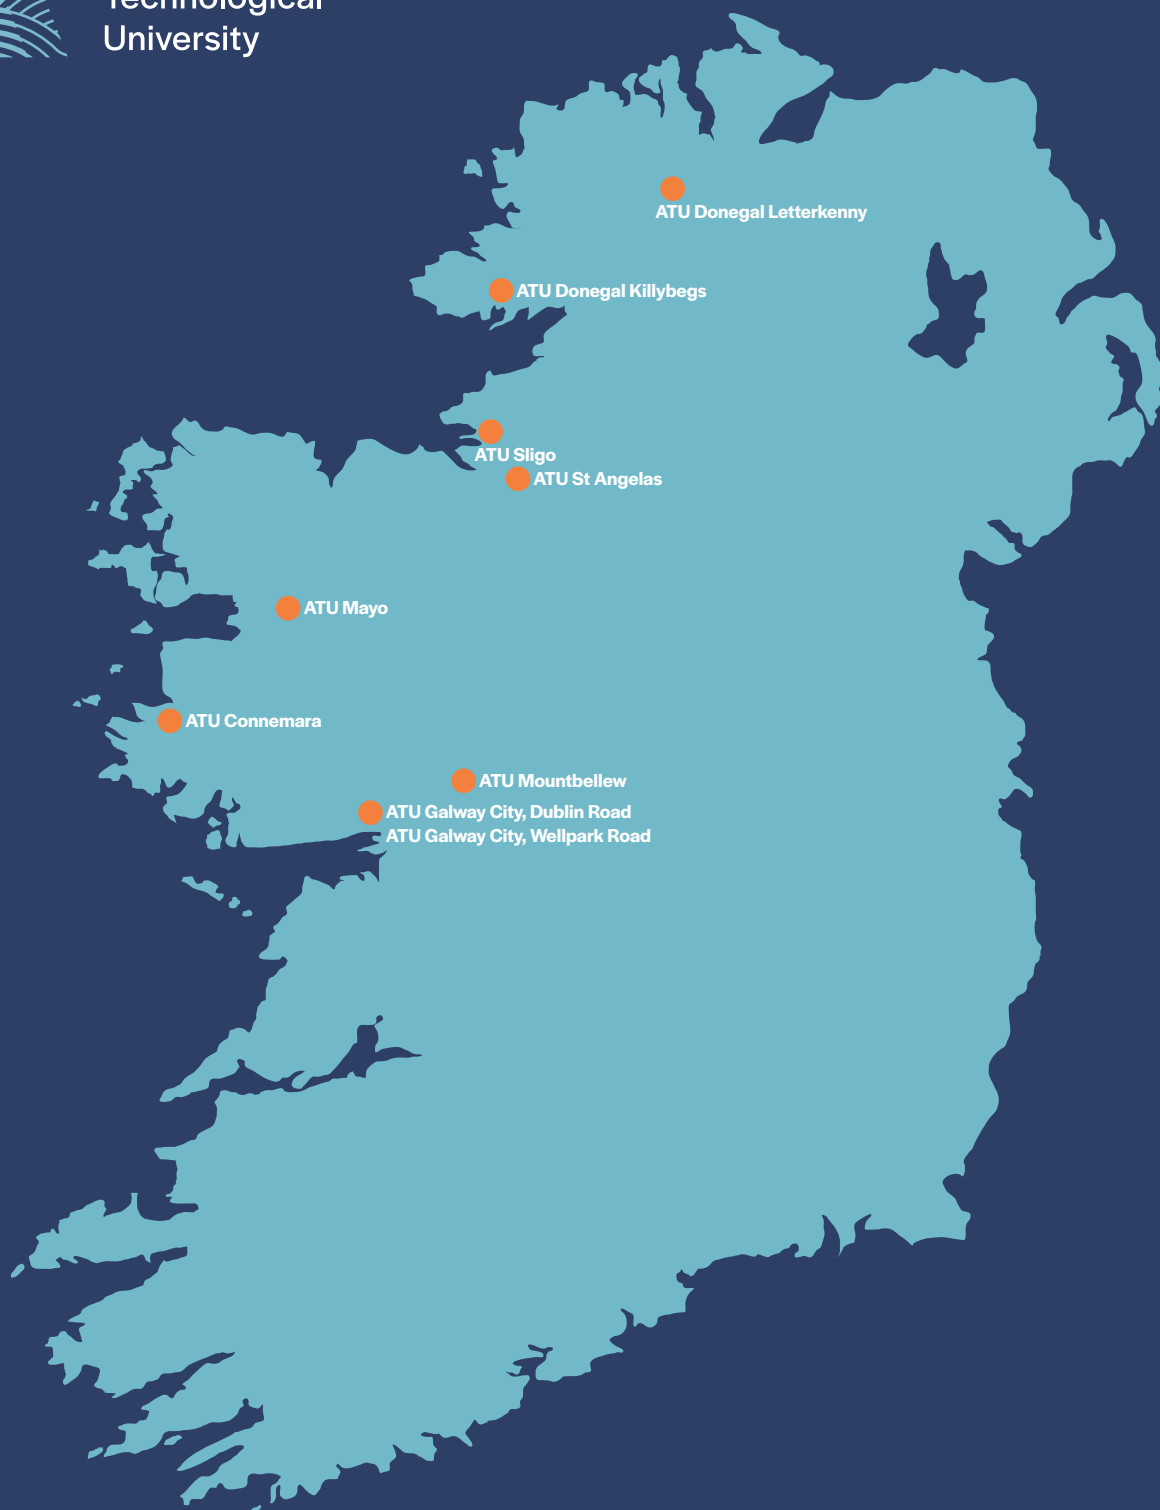 Technological
University
ATU Donegal Letterkenny
ATU Donegal Killybegs
ATU Sligo
ATU St Angelas
ATU Mayo
ATU Connemara
ATU Mountbellew
ATU Galway City, Dublin Road
ATU Galway City, Wellpark Road